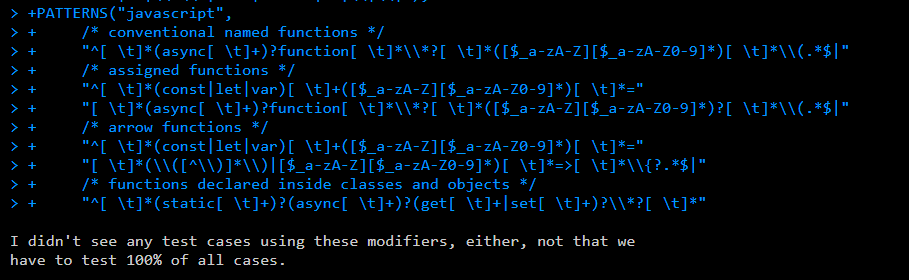 > +PATTERNS("javascript",
> +     /* conventional named functions */
> +     "^[ \t]*(async[ \t]+)?function[ \t]*\\*?[ \t]*([$_a-zA-Z][$_a-zA-Z0-9]*)[ \t]*\\(.*$|"
> +     /* assigned functions */
> +     "^[ \t]*(const|let|var)[ \t]+([$_a-zA-Z][$_a-zA-Z0-9]*)[ \t]*="
> +     "[ \t]*(async[ \t]+)?function[ \t]*\\*?[ \t]*([$_a-zA-Z][$_a-zA-Z0-9]*)?[ \t]*\\(.*$|"
> +     /* arrow functions */
> +     "^[ \t]*(const|let|var)[ \t]+([$_a-zA-Z][$_a-zA-Z0-9]*)[ \t]*="
> +     "[ \t]*(\\([^\\)]*\\)|[$_a-zA-Z][$_a-zA-Z0-9]*)[ \t]*=>[ \t]*\\{?.*$|"
> +     /* functions declared inside classes and objects */
> +     "^[ \t]*(static[ \t]+)?(async[ \t]+)?(get[ \t]+|set[ \t]+)?\\*?[ \t]*"
I didn't see any test cases using these modifiers, either, not that we
have to test 100% of all cases.